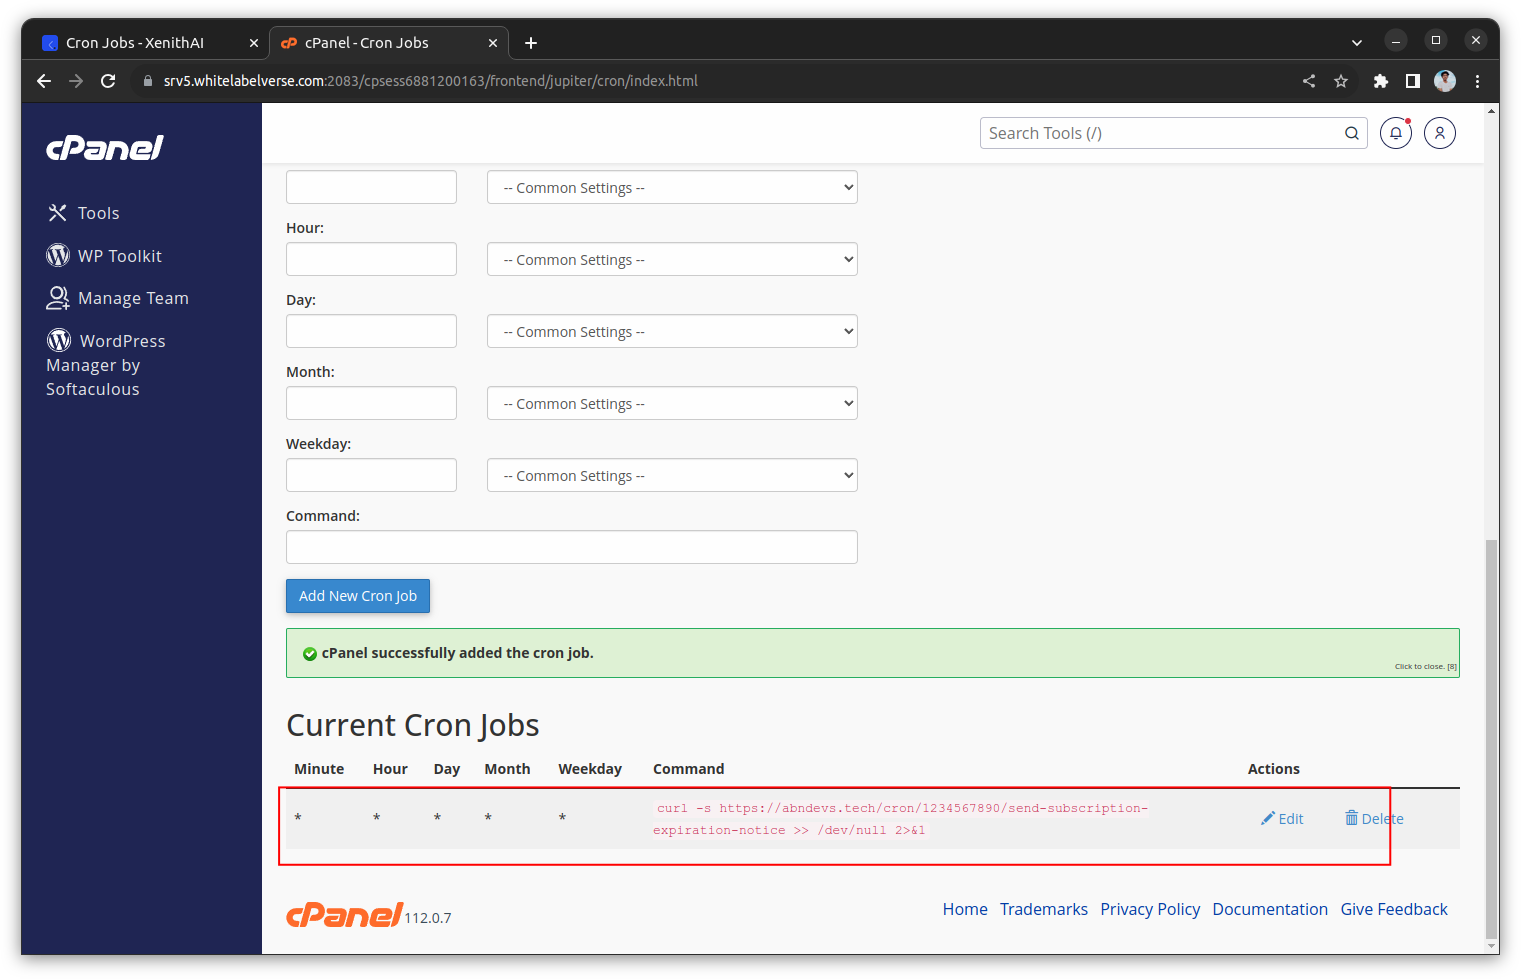 Cron Jobs - XenithAI
cPanel - Cron Jobs
srv5.whitelabelverse.com:2083/cpsess6881200163/frontend/jupiter/cron/index.html
cPanel
Search Tools (/)
Tools
WP Toolkit
Manage Team
WordPress
Manager by
Softaculous
-- Common Settings --
Hour:
-- Common Settings --
Day:
-- Common Settings --
Month:
-- Common Settings --
Weekday:
-- Common Settings --
Command:
Add New Cron Job
cPanel successfully added the cron job.
Click to close. [8]
Current Cron Jobs
Minute Hour Day Month Weekday Command Actions
* * * * * curl -s https://abndevs.tech/cron/1234567890/send-subscription-
expiration-notice >> /dev/null 2>&1 Edit Delete
cPanel 112.0.7
Home Trademarks Privacy Policy Documentation Give Feedback